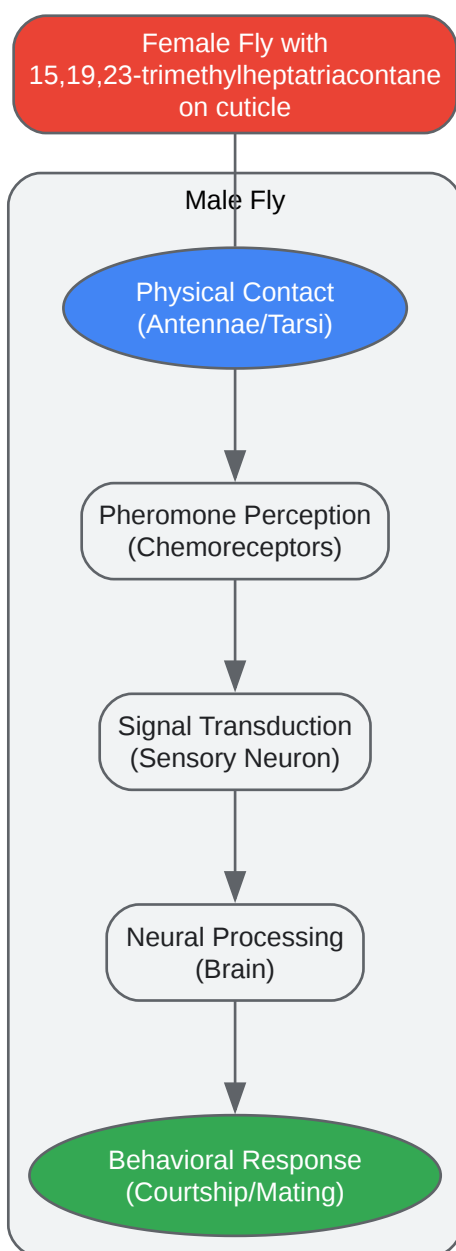 Female Fly with
15,19,23-trimethylheptatriacontane
on cuticle
Male Fly
Physical Contact
(Antennae/Tarsi)
Pheromone Perception
(Chemoreceptors)
Signal Transduction
(Sensory Neuron)
Neural Processing
(Brain)
Behavioral Response
(Courtship/Mating)